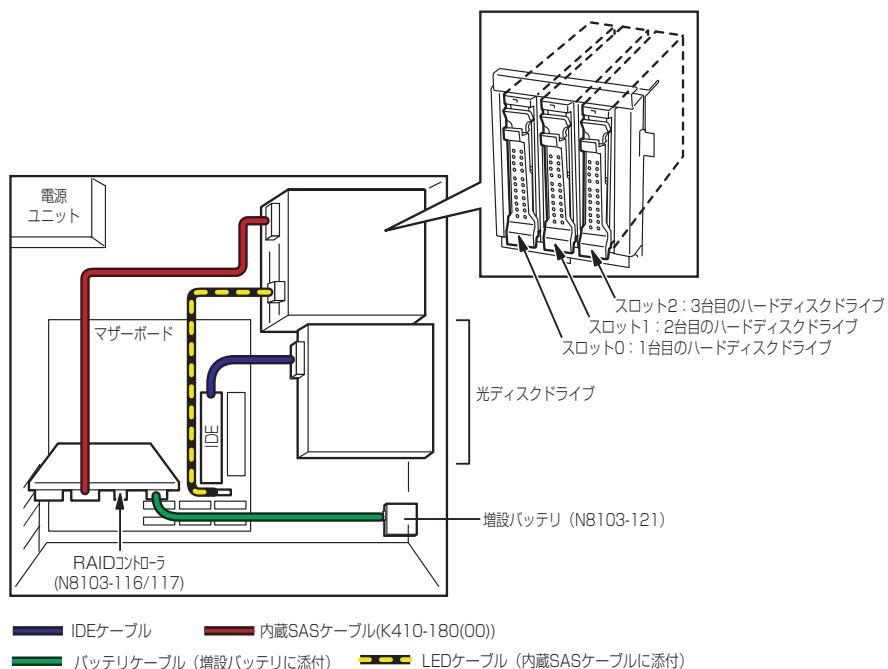 電源
ユニット
スロット2：3台目のハードディスクドライブ
スロット1：2台目のハードディスクドライブ
スロット0：1台目のハードディスクドライブ
マザーボード
光ディスクドライブ
IDE
増設バッテリ（N8103-121）
RAIDｺﾝﾄﾛｰﾗ
(N8103-116/117)
IDEケーブル
内蔵SASケーブル(K410-180(00))
バッテリケーブル（増設バッテリに添付）
LEDケーブル（内蔵SASケーブルに添付）